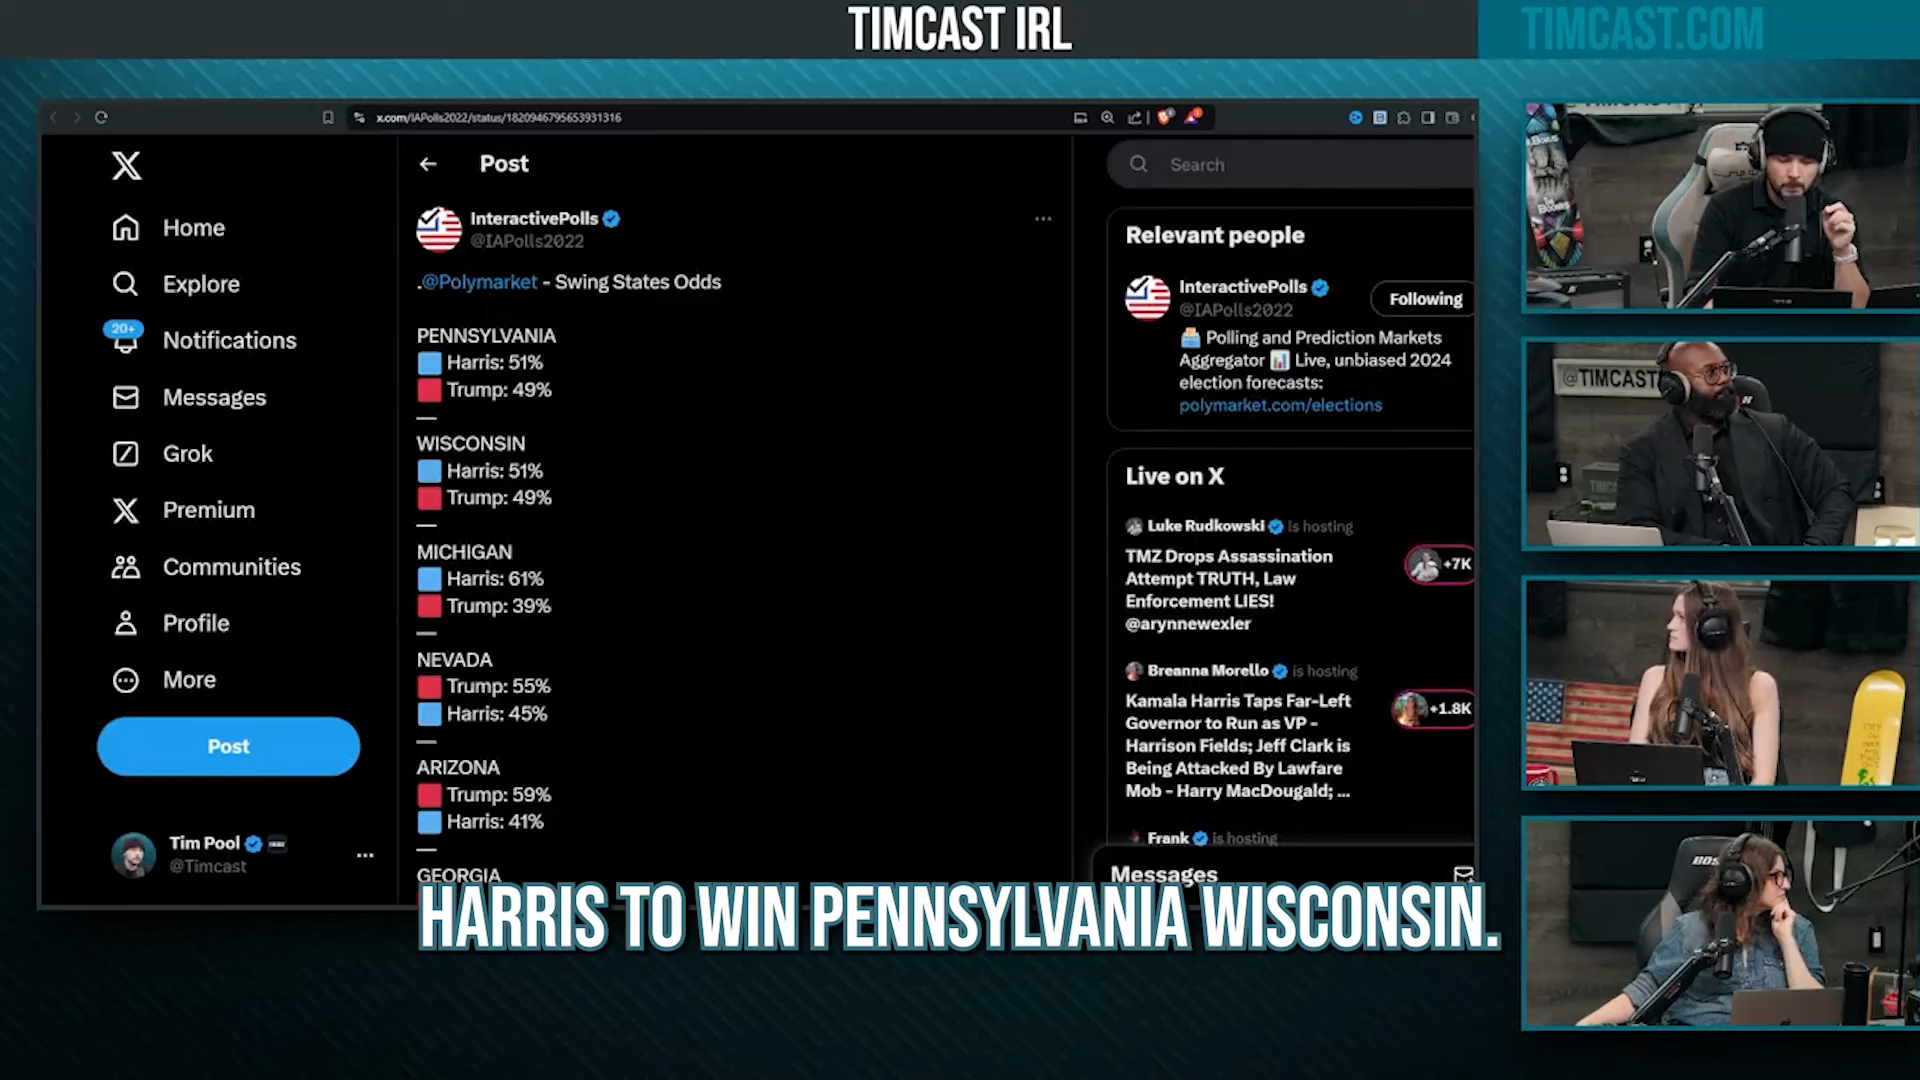 TIMCAST IRL
TIMCAST.COM
x.com/IAPolls2022/status/1820946795653931316
Home
Explore
20+
Notifications
Messages
Grok
Premium
Communities
Profile
More
Post
Tim Pool
@Timcast
Post
InteractivePolls
@IAPolls2022
.@Polymarket - Swing States Odds
PENNSYLVANIA
Harris: 51%
Trump: 49%
—
WISCONSIN
Harris: 51%
Trump: 49%
—
MICHIGAN
Harris: 61%
Trump: 39%
—
NEVADA
Trump: 55%
Harris: 45%
—
ARIZONA
Trump: 59%
Harris: 41%
—
GEORGIA
Search
Relevant people
InteractivePolls
@IAPolls2022
Following
Polling and Prediction Markets
Aggregator Live, unbiased 2024
election forecasts:
polymarket.com/elections
Live on X
Luke Rudkowski is hosting
TMZ Drops Assassination
Attempt TRUTH, Law
Enforcement LIES!
@arynnewexler
+7K
Breanna Morello is hosting
Kamala Harris Taps Far-Left
Governor to Run as VP -
Harrison Fields; Jeff Clark is
Being Attacked By Lawfare
Mob - Harry MacDougald; ...
+1.8K
Frank is hosting
Messages
HARRIS TO WIN PENNSYLVANIA WISCONSIN.
@TIMCAST